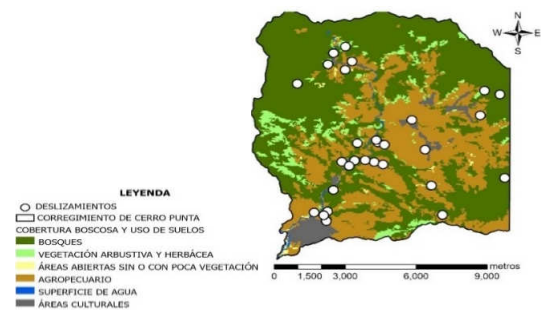 N
W E
S
LEYENDA
DESLIZAMIENTOS
CORREGIMIENTO DE CERRO PUNTA
COBERTURA BOSCOSA Y USO DE SUELOS
BOSQUES
VEGETACIÓN ARBUSTIVA Y HERBÁCEA
ÁREAS ABIERTAS SIN O CON POCA VEGETACIÓN
AGROPECUARIO
SUPERFICIE DE AGUA
ÁREAS CULTURALES
metros
0 1,500 3,000 6,000 9,000